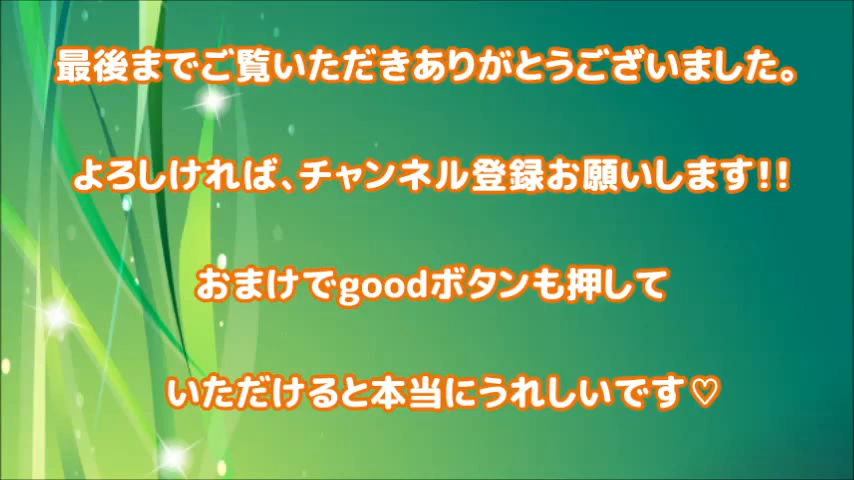 最後までご覧いただきありがとうございました。
よろしければ、チャンネル登録お願いします!!
おまけでgoodボタンも押して
いただけると本当にうれしいです♡